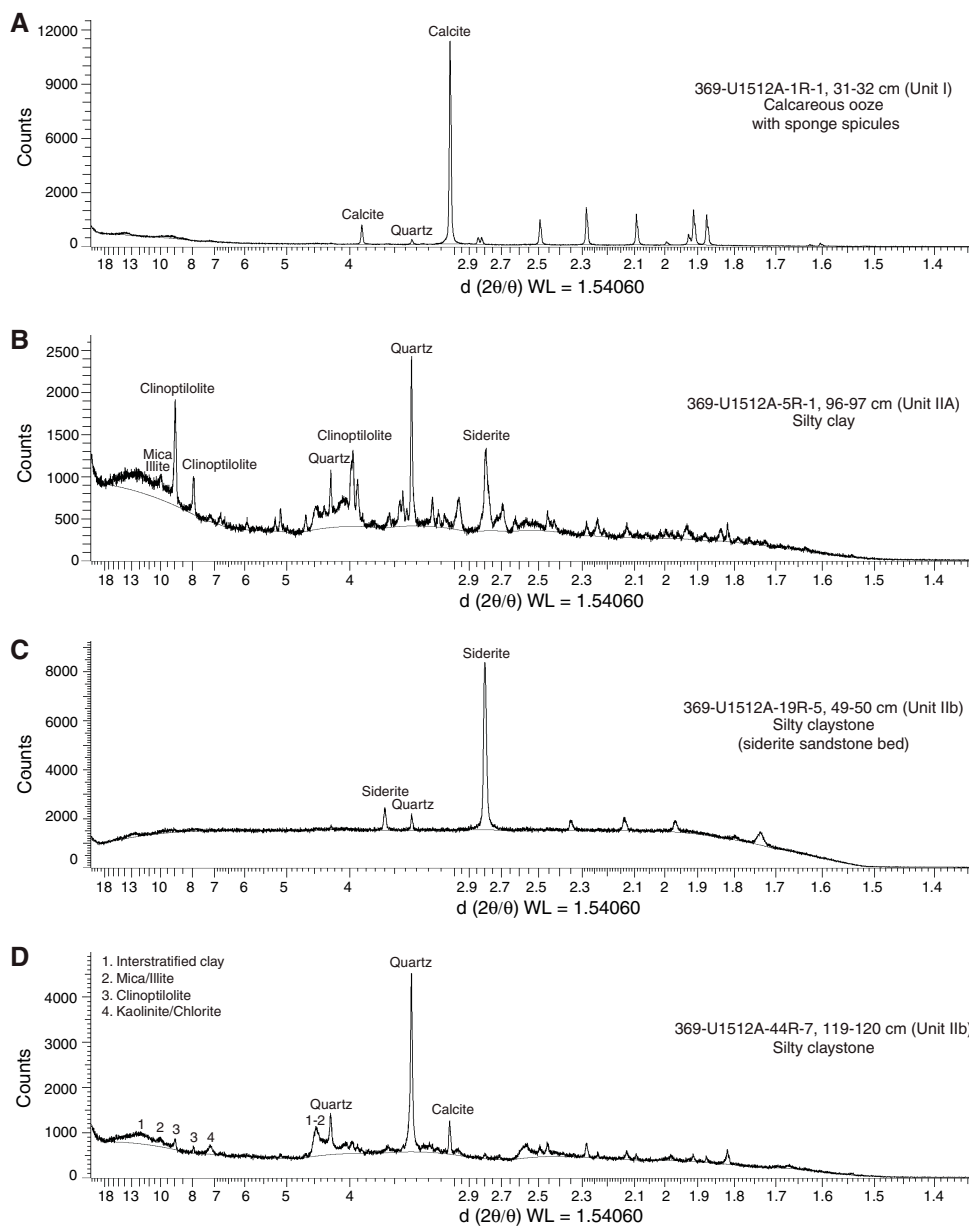 A
12000
9000
6000
2000
0
Counts
Calcite
Calcite
Quartz
369-U1512A-1R-1, 31-32 cm (Unit I)
Calcareous ooze
with sponge spicules
18 13 10 8 7 6 5 4 2.9 2.7 2.5 2.3 2.1 2 1.9 1.8 1.7 1.6 1.5 1.4
d (2θ/θ) WL = 1.54060
B
2500
2000
1500
1000
500
0
Counts
Quartz
Clinoptilolite
Mica
Illite
Clinoptilolite
Quartz
Clinoptilolite
Siderite
369-U1512A-5R-1, 96-97 cm (Unit IIA)
Silty clay
18 13 10 8 7 6 5 4 2.9 2.7 2.5 2.3 2.1 2 1.9 1.8 1.7 1.6 1.5 1.4
d (2θ/θ) WL = 1.54060
C
8000
6000
4000
2000
0
Counts
Siderite
Siderite
Quartz
369-U1512A-19R-5, 49-50 cm (Unit IIb)
Silty claystone
(siderite sandstone bed)
18 13 10 8 7 6 5 4 2.9 2.7 2.5 2.3 2.1 2 1.9 1.8 1.7 1.6 1.5 1.4
d (2θ/θ) WL = 1.54060
D
1. Interstratified clay
2. Mica/Illite
3. Clinoptilolite
4. Kaolinite/Chlorite
4000
3000
2000
1000
0
Counts
Quartz
Quartz
1-2
Calcite
1 2 3 3 4
369-U1512A-44R-7, 119-120 cm (Unit IIb)
Silty claystone
18 13 10 8 7 6 5 4 2.9 2.7 2.5 2.3 2.1 2 1.9 1.8 1.7 1.6 1.5 1.4
d (2θ/θ) WL = 1.54060